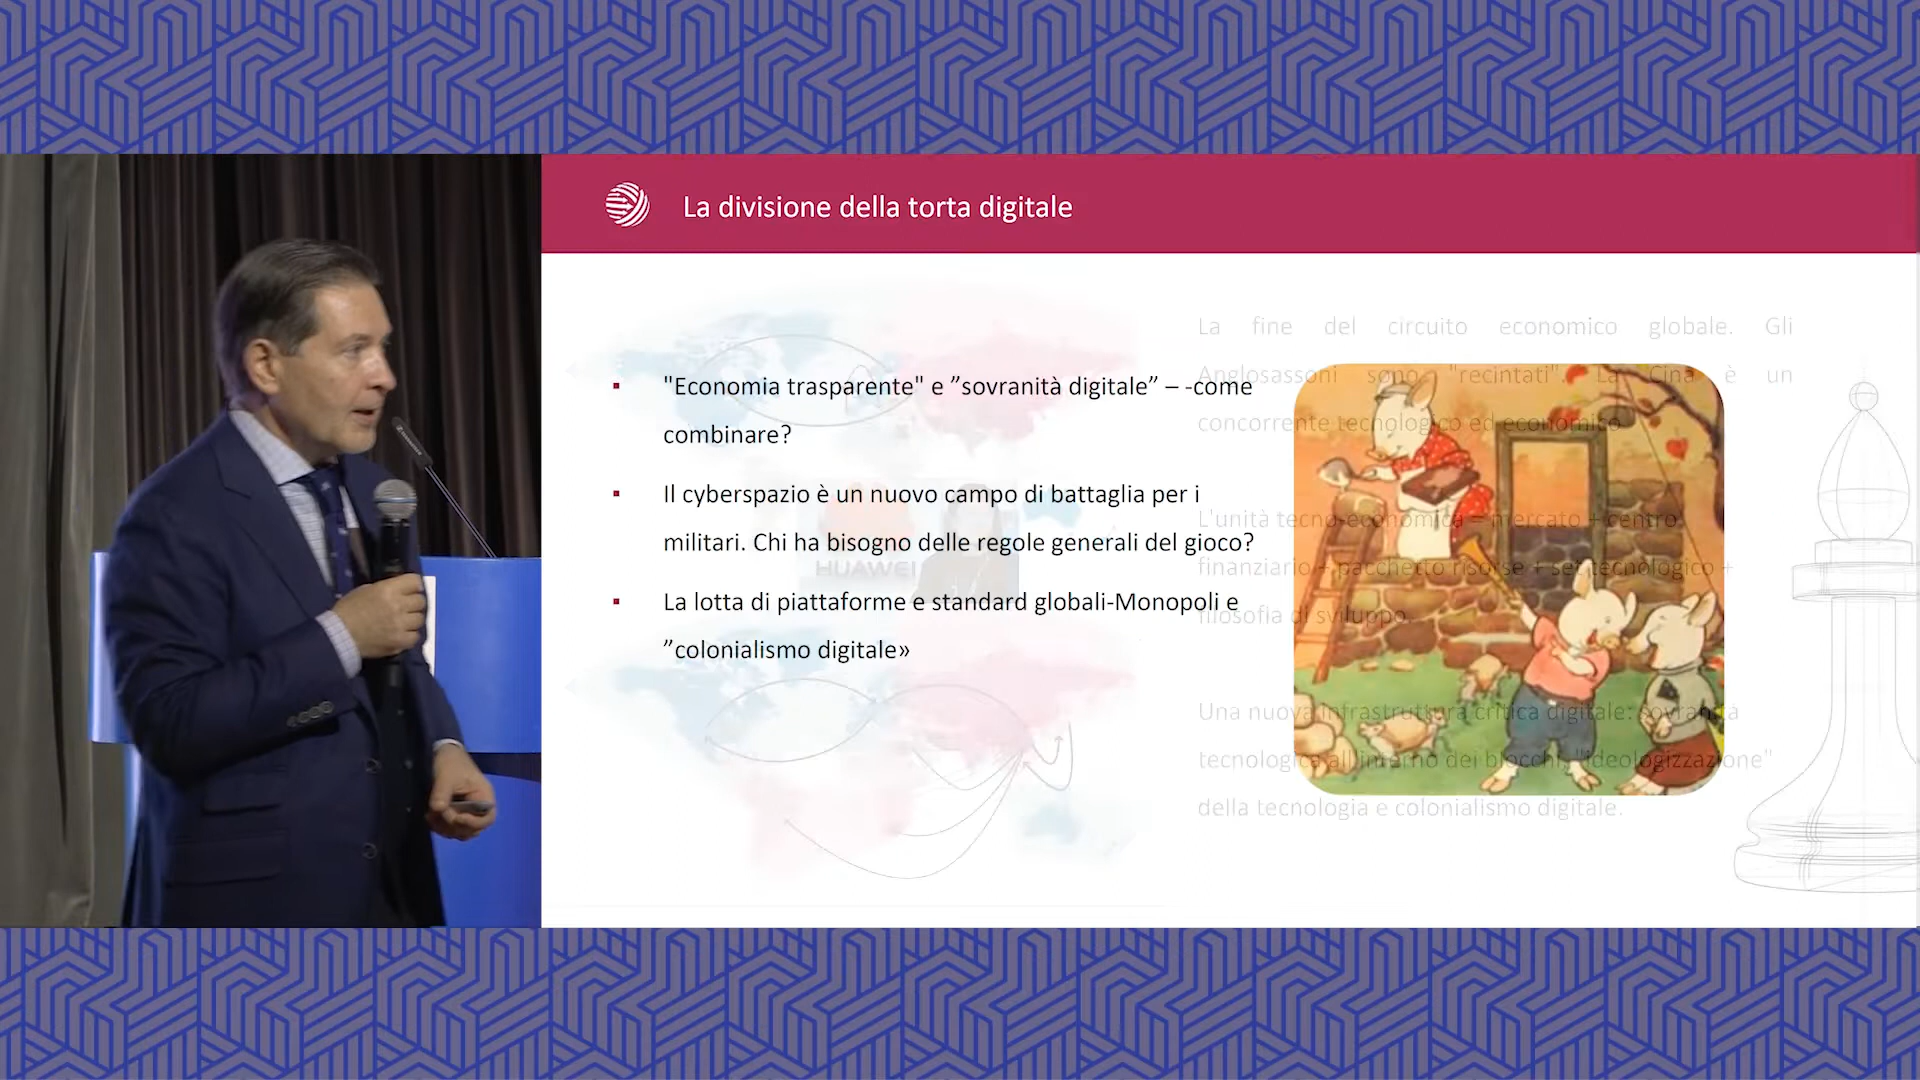 La divisione della torta digitale
"Economia trasparente" e ”sovranità digitale” – -come
combinare?
Il cyberspazio è un nuovo campo di battaglia per i
militari. Chi ha bisogno delle regole generali del gioco?
La lotta di piattaforme e standard globali-Monopoli e
”colonialismo digitale»
HUAWEI
La fine del circuito economico globale. Gli
Anglosassoni sono "recintati". La Cina è un
concorrente tecnologico ed economico
L'unità tecno-economica = mercato + centro
finanziario + pacchetto risorse + set tecnologico +
filosofia di sviluppo
Una nuova infrastruttura critica digitale: sovranità
tecnologica all'interno dei blocchi, "ideologizzazione"
della tecnologia e colonialismo digitale.